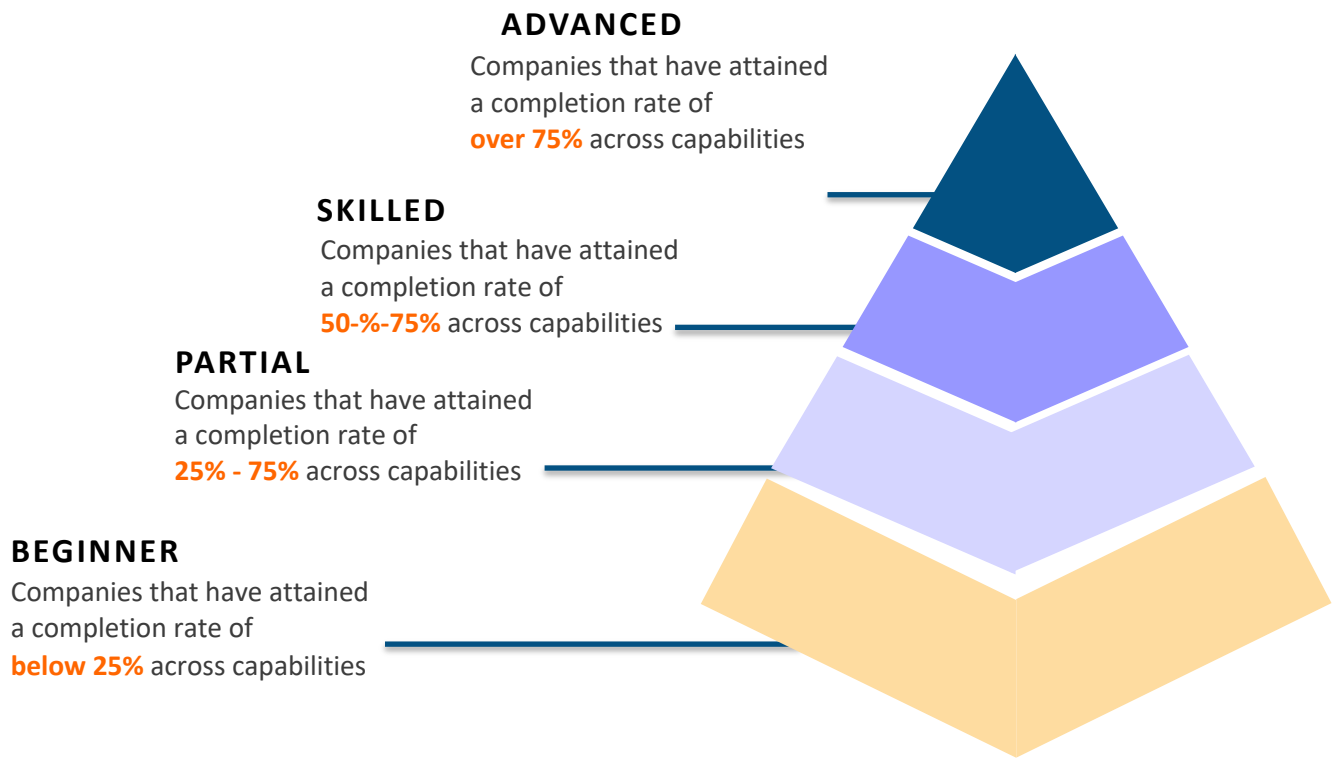 ADVANCED
Companies that have attained
a completion rate of
over 75% across capabilities
SKILLED
Companies that have attained
a completion rate of
50-%-75% across capabilities
PARTIAL
Companies that have attained
a completion rate of
25% - 75% across capabilities
BEGINNER
Companies that have attained
a completion rate of
below 25% across capabilities